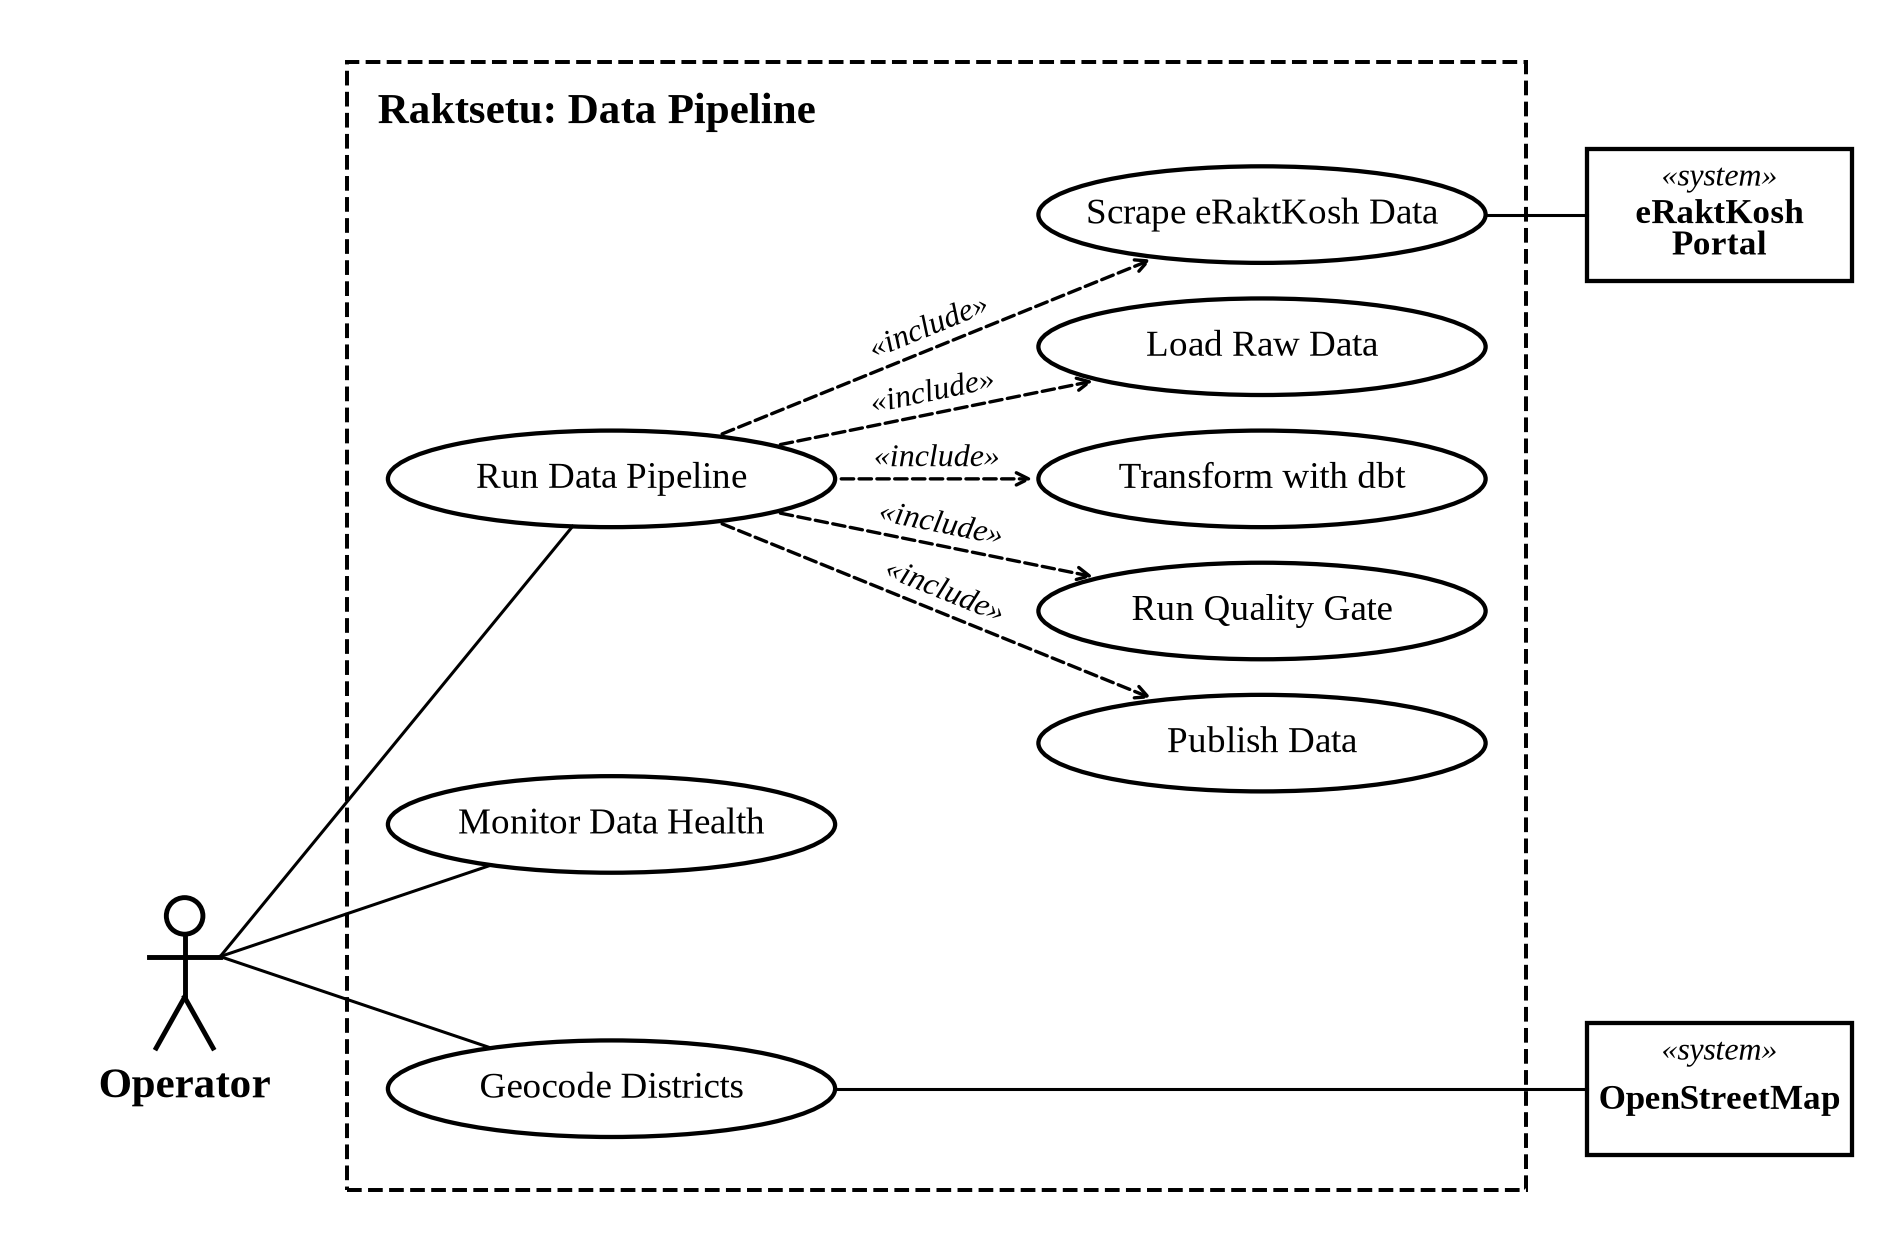 Raktsetu: Data Pipeline
Scrape eRaktKosh Data
«system»
eRaktKosh
Portal
«include»
Load Raw Data
«include»
Run Data Pipeline
«include»
Transform with dbt
«include»
Run Quality Gate
«include»
Publish Data
Monitor Data Health
Operator
Geocode Districts
«system»
OpenStreetMap